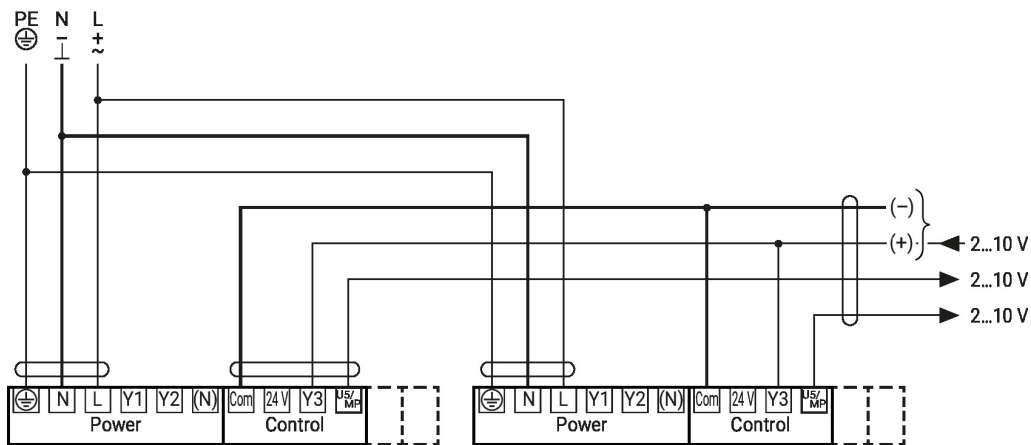 PE N L
− +
⊥ ~
(−)
(+) 2...10 V
2...10 V
2...10 V
N L Y1 Y2 (N) Com 24 V Y3 U5/MP N L Y1 Y2 (N) Com 24 V Y3 U5/MP
Power Control Power Control